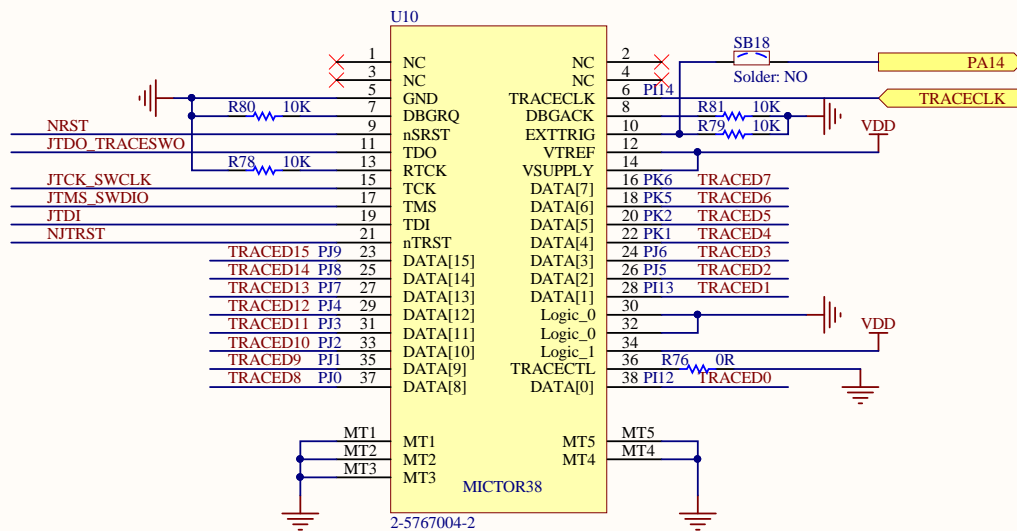 U10
SB18
PA14
Solder: NO
1 NC NC 2
3 NC NC 4
5 GND TRACECLK 6 PI14 TRACECLK
R80 10K 7 DBGRQ DBGACK 8 R81 10K
NRST 9 nSRST EXTTRIG 10 R79 10K VDD
JTDO_TRACESWO 11 TDO VTREF 12
R78 10K 13 RTCK VSUPPLY 14
JTCK_SWCLK 15 TCK DATA[7] 16 PK6 TRACED7
JTMS_SWDIO 17 TMS DATA[6] 18 PK5 TRACED6
JTDI 19 TDI DATA[5] 20 PK2 TRACED5
NJTRST 21 nTRST DATA[4] 22 PK1 TRACED4
TRACED15 PJ9 23 DATA[15] DATA[3] 24 PJ6 TRACED3
TRACED14 PJ8 25 DATA[14] DATA[2] 26 PJ5 TRACED2
TRACED13 PJ7 27 DATA[13] DATA[1] 28 PI13 TRACED1
TRACED12 PJ4 29 DATA[12] Logic_0 30
TRACED11 PJ3 31 DATA[11] Logic_0 32 VDD
TRACED10 PJ2 33 DATA[10] Logic_1 34
TRACED9 PJ1 35 DATA[9] TRACECTL 36 R76 0R
TRACED8 PJ0 37 DATA[8] DATA[0] 38 PI12 TRACED0
MT1 MT1 MT5 MT5
MT2 MT2 MT4 MT4
MT3 MT3
MICTOR38
2-5767004-2